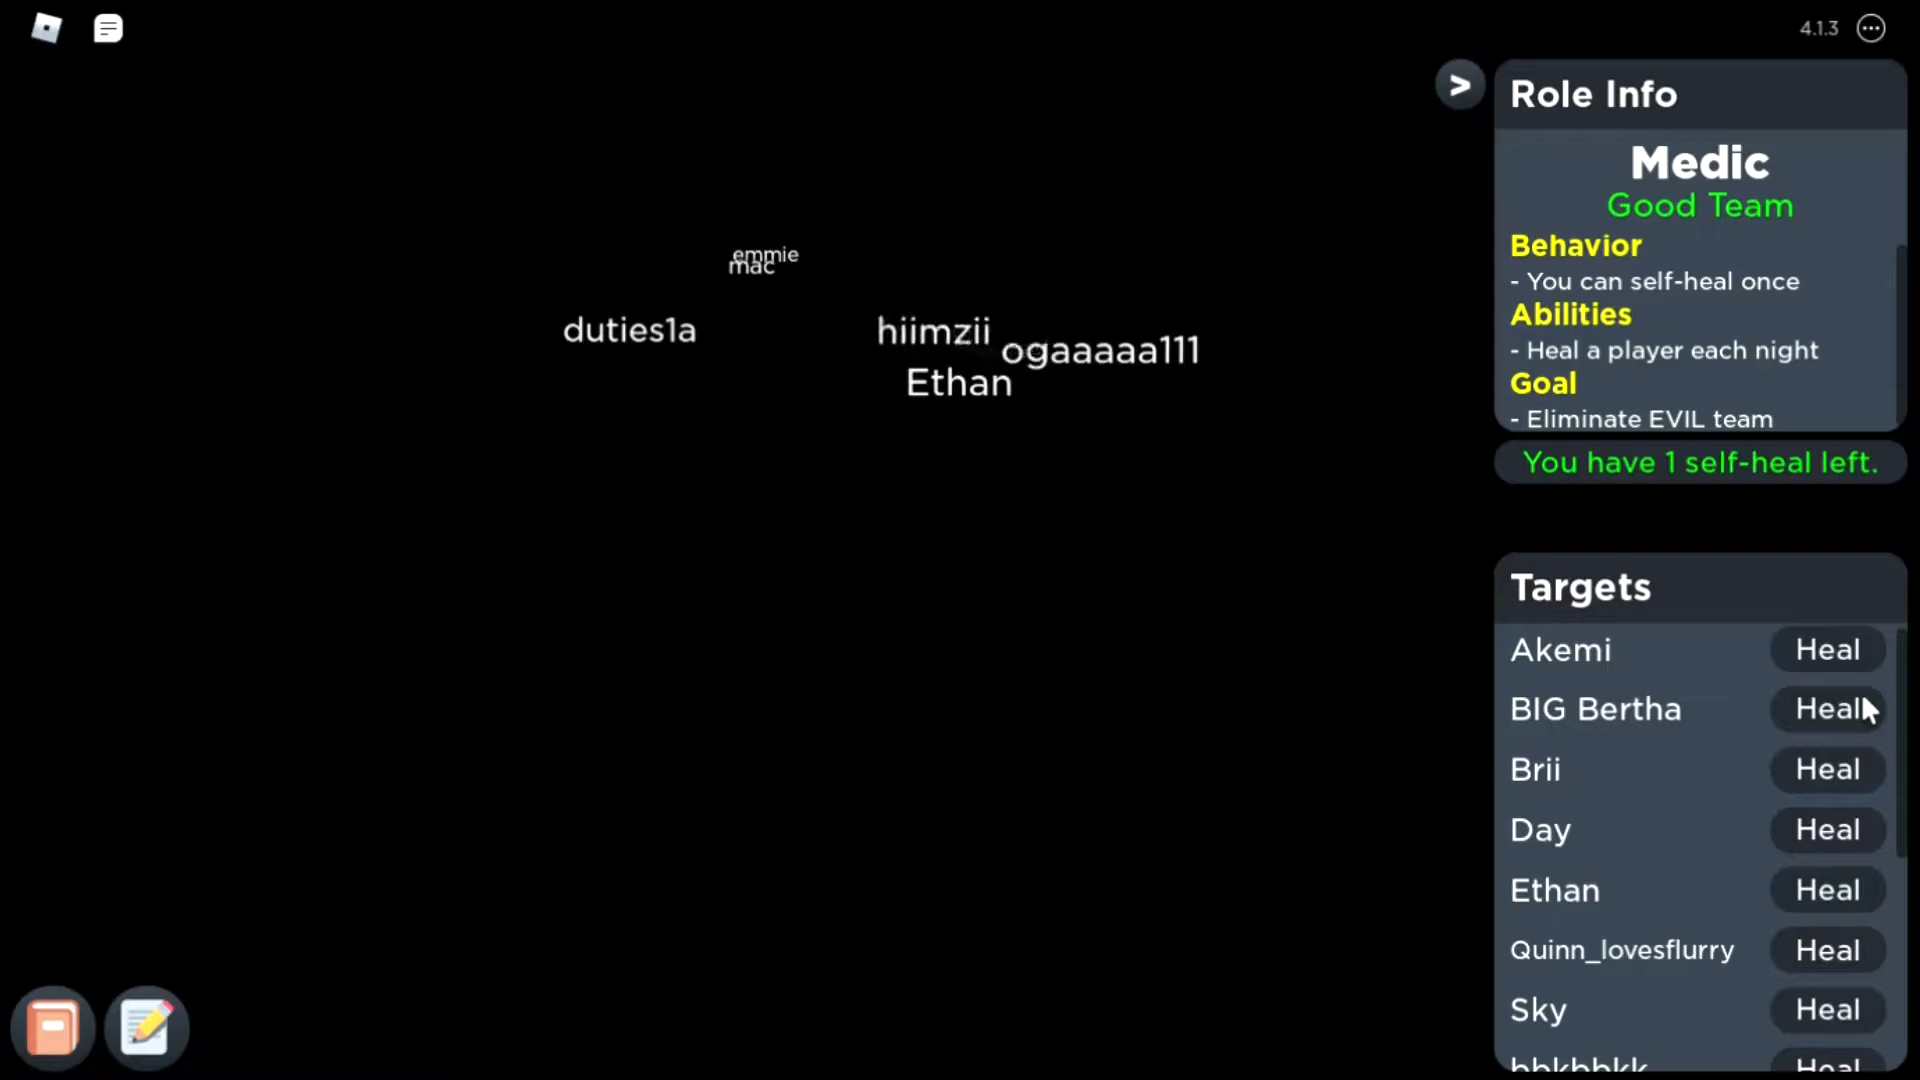 4.1.3
>
Role Info
Medic
Good Team
Behavior
- You can self-heal once
Abilities
- Heal a player each night
Goal
- Eliminate EVIL team
You have 1 self-heal left.
emmie
mac
duties1a
hiimzii
ogaaaaa111
Ethan
Targets
Akemi Heal
BIG Bertha Heal
Brii Heal
Day Heal
Ethan Heal
Quinn_lovesflurry Heal
Sky Heal
Heal